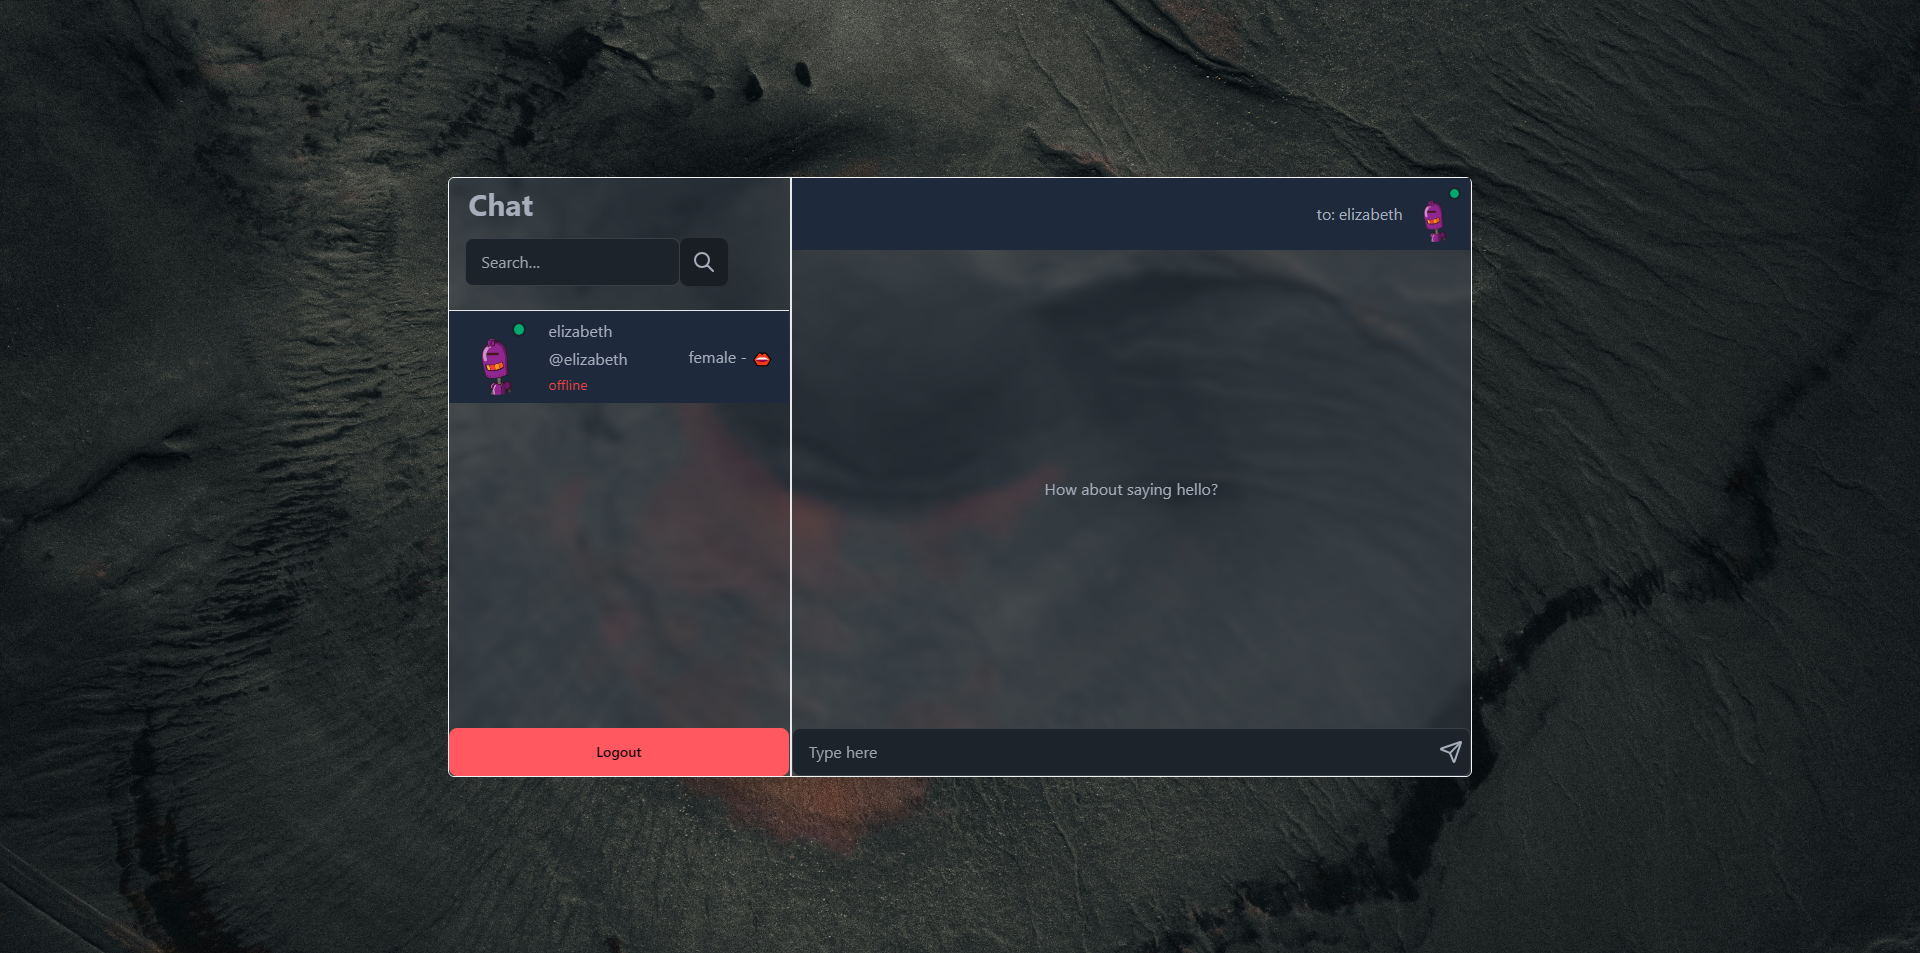 Chat
Search...
elizabeth
@elizabeth
offline
female - 👄
to: elizabeth
How about saying hello?
Logout
Type here